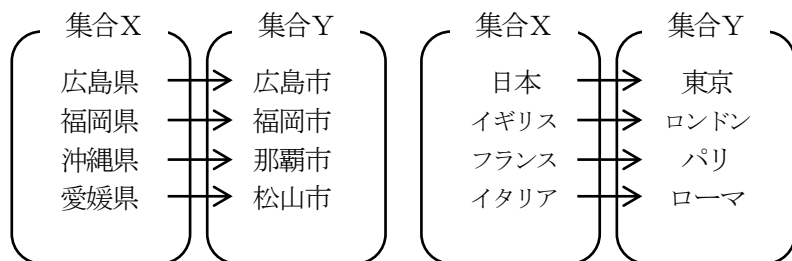 集合X 集合Y 集合X 集合Y
広島県 広島市 日本 東京
福岡県 福岡市 イギリス ロンドン
沖縄県 那覇市 フランス パリ
愛媛県 松山市 イタリア ローマ